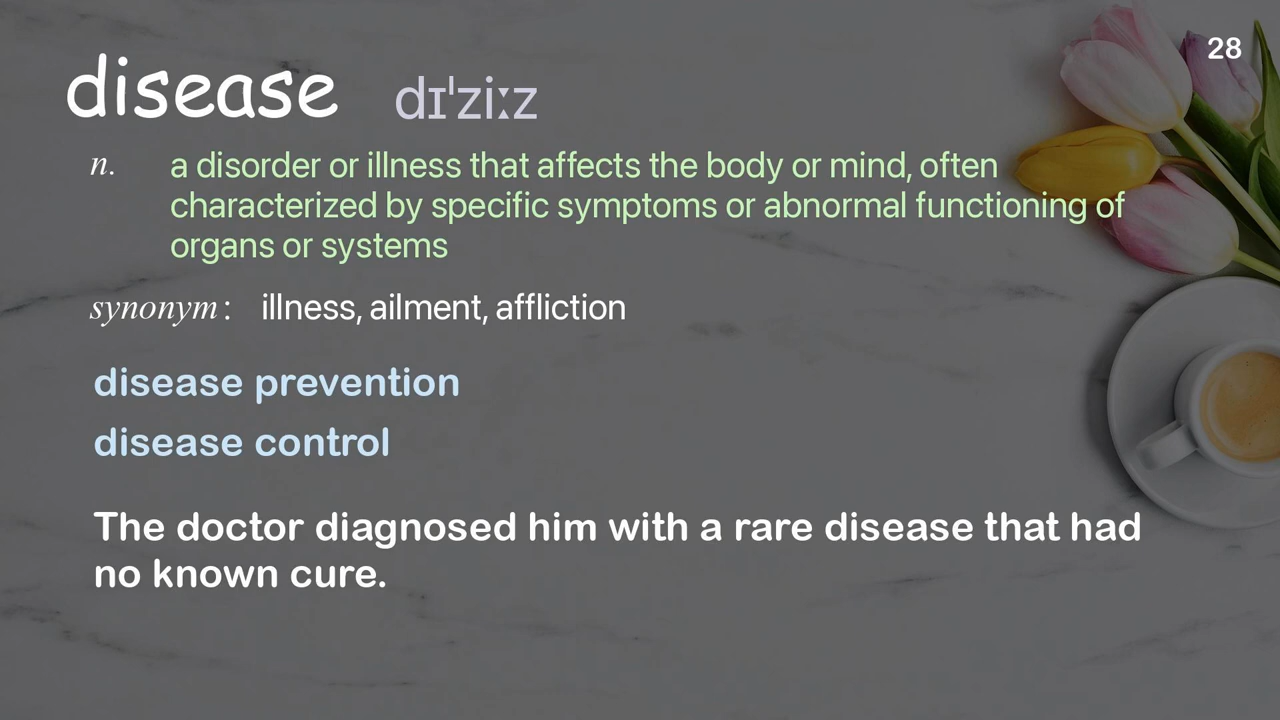 28
disease dɪˈziːz
n. a disorder or illness that affects the body or mind, often
characterized by specific symptoms or abnormal functioning of
organs or systems
synonym: illness, ailment, affliction
disease prevention
disease control
The doctor diagnosed him with a rare disease that had
no known cure.